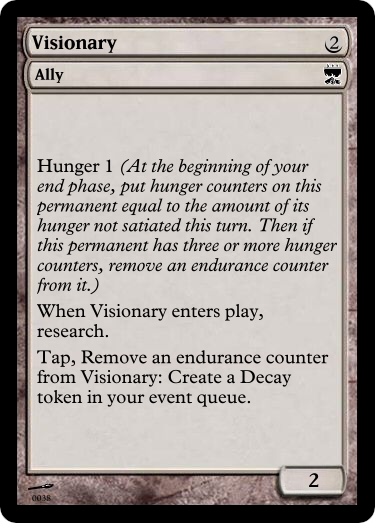 Visionary 2
Ally
Hunger 1 (At the beginning of your
end phase, put hunger counters on this
permanent equal to the amount of its
hunger not satiated this turn. Then if
this permanent has three or more hunger
counters, remove an endurance counter
from it.)
When Visionary enters play,
research.
Tap, Remove an endurance counter
from Visionary: Create a Decay
token in your event queue.
2
0038